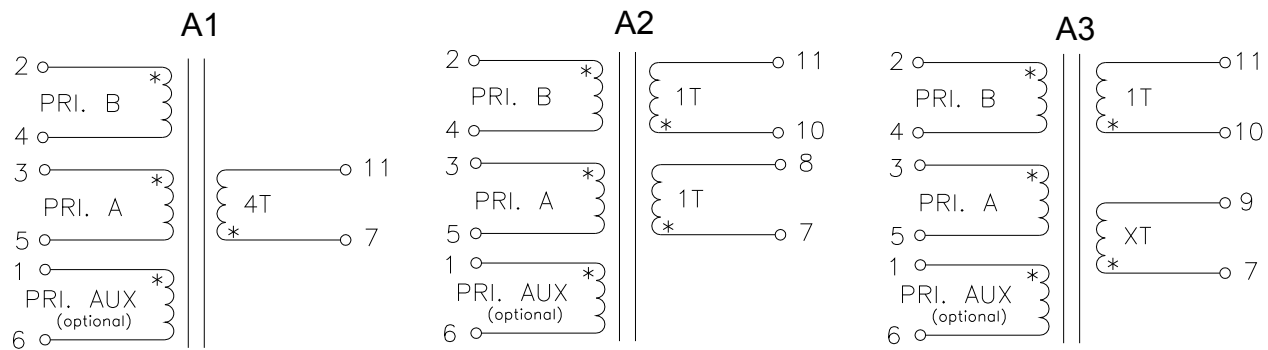 A1
2 *
PRI. B
4
3 *
PRI. A
5
1 *
PRI. AUX
(optional)
6
11
4T
* 7
A2
2 *
PRI. B
4
3 *
PRI. A
5
1 *
PRI. AUX
(optional)
6
11
1T
* 10
8
1T
* 7
A3
2 *
PRI. B
4
3 *
PRI. A
5
1 *
PRI. AUX
(optional)
6
11
1T
* 10
9
XT
* 7